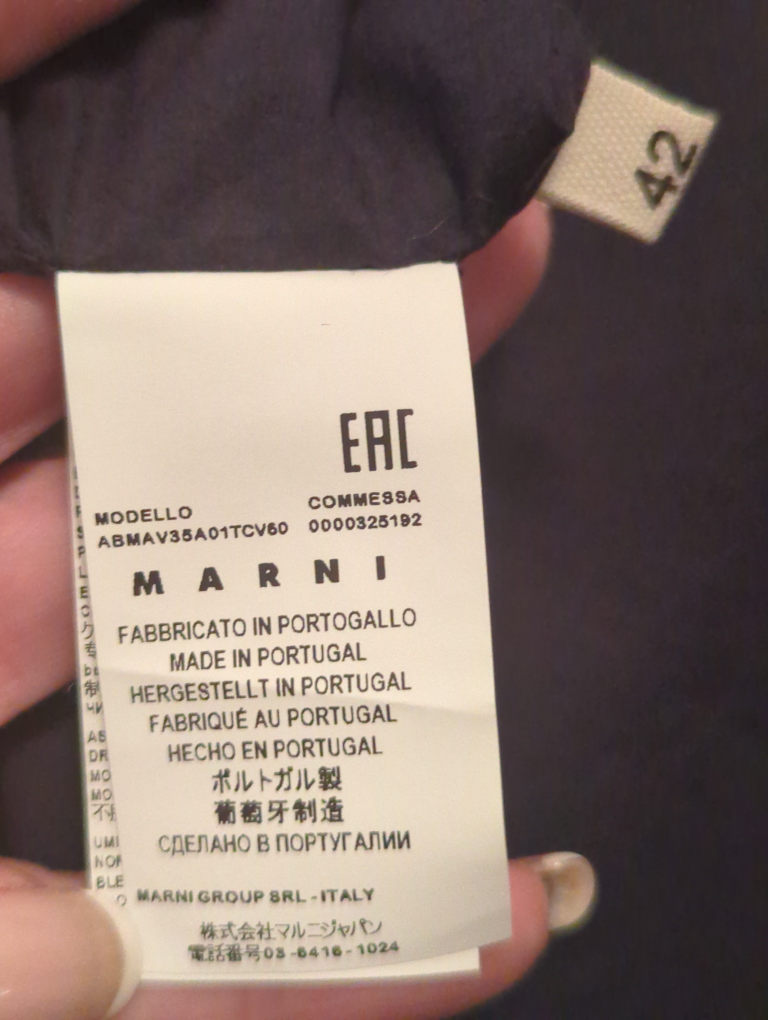 42
EAC
MODELLO COMMESSA
ABMAV35A01TCV60 0000325192
MARNI
FABBRICATO IN PORTOGALLO
MADE IN PORTUGAL
HERGESTELLT IN PORTUGAL
FABRIQUÉ AU PORTUGAL
HECHO EN PORTUGAL
ポルトガル製
葡萄牙制造
СДЕЛАНО В ПОРТУГАЛИИ
MARNI GROUP SRL - ITALY
株式会社マルニジャパン
電話番号03-6416-1024